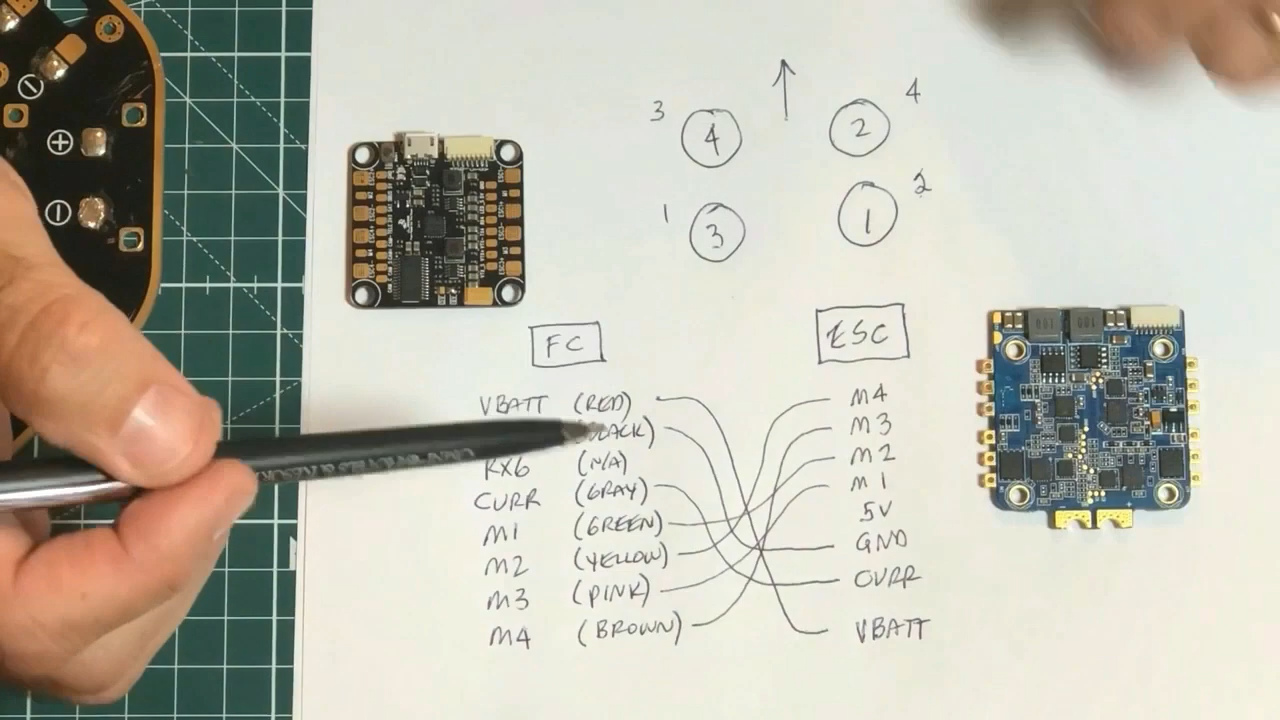 3 4 2 4
1 3 1 2
FC ESC
VBATT (RED) M4
M3
RX6 (N/A) M2
CURR (GRAY) M1
M1 (GREEN) 5V
M2 (YELLOW) GND
M3 (PINK) CURR
M4 (BROWN) VBATT